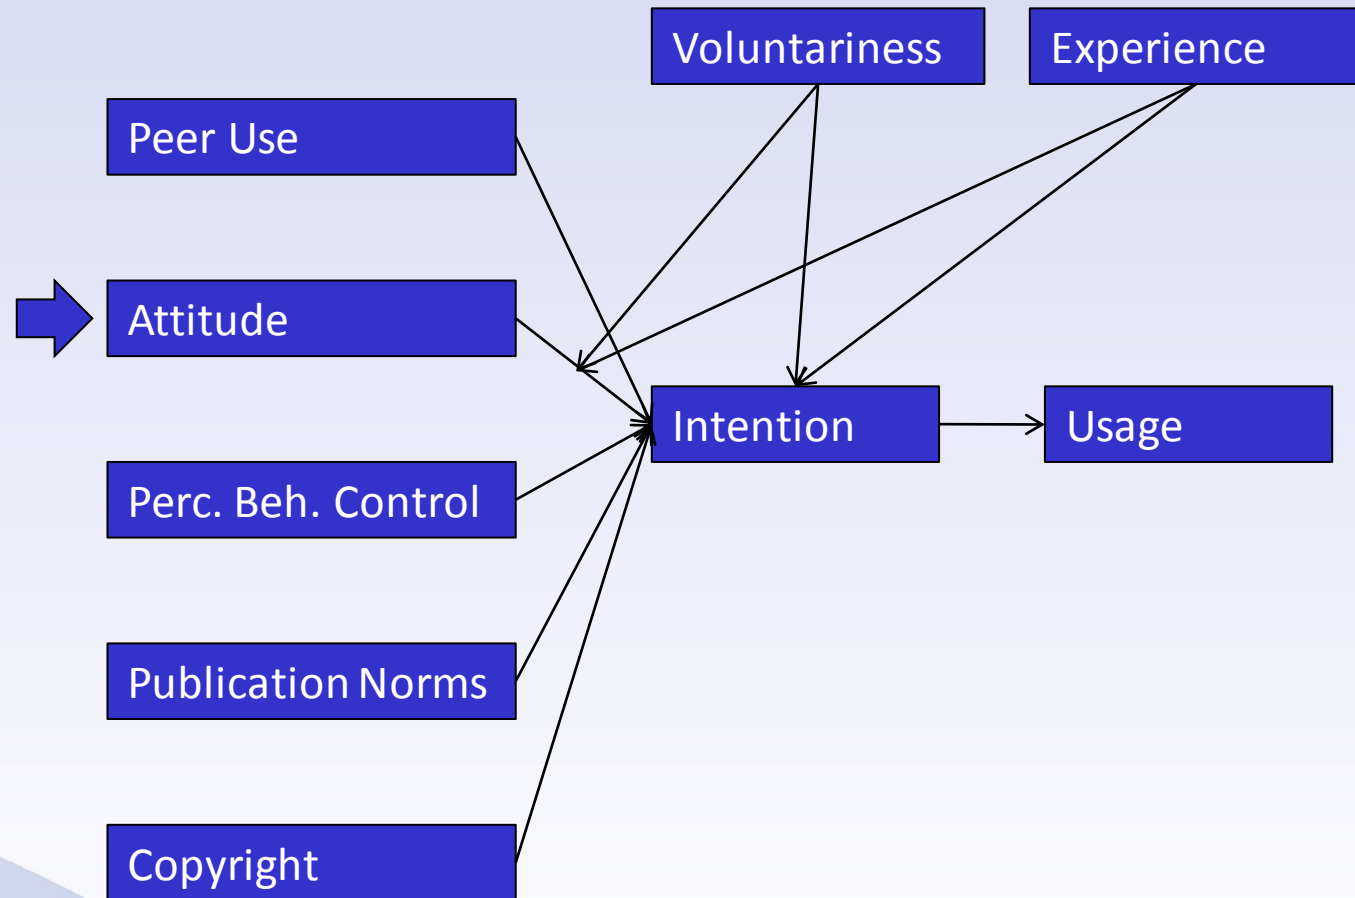 Voluntariness
Experience
Peer Use
Attitude
Intention
Usage
Perc. Beh. Control
Publication Norms
Copyright